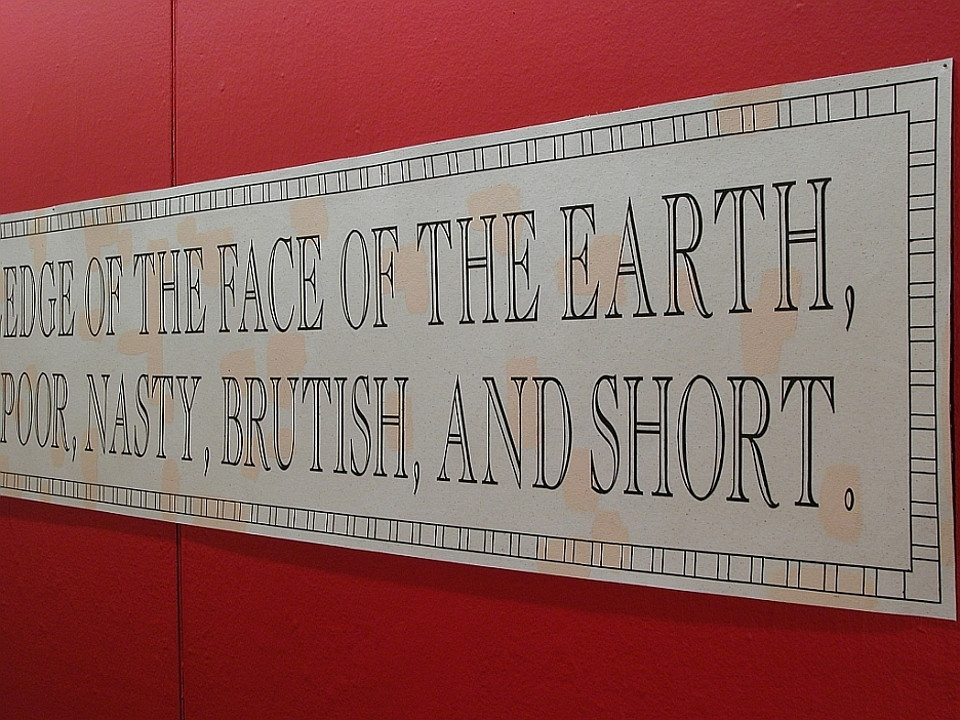 EDGE OF THE FACE OF THE EARTH,
POOR, NASTY, BRUTISH, AND SHORT.